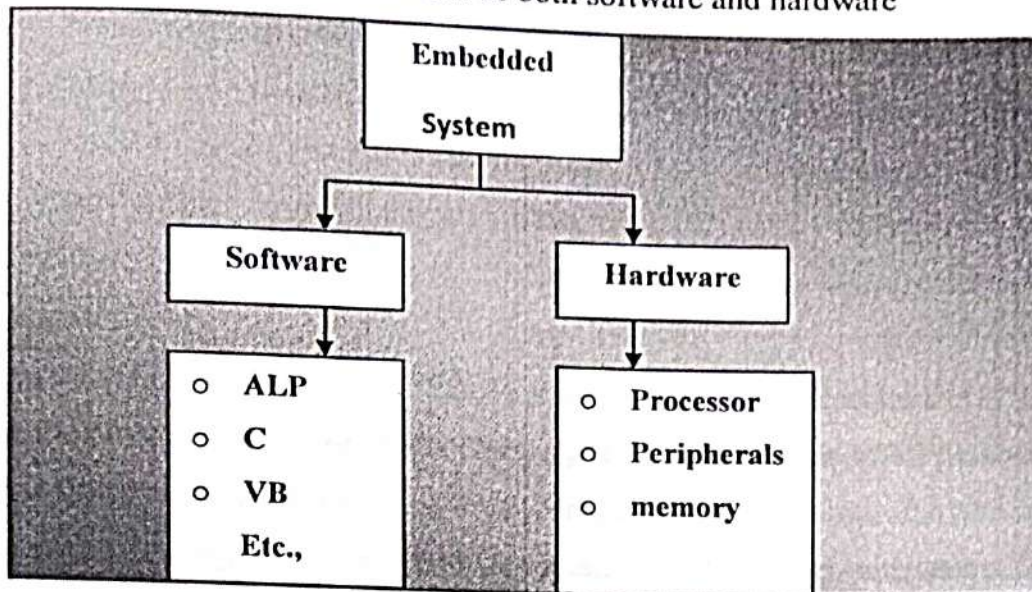 both software and hardware
Embedded
System
Software
Hardware
○ ALP
○ C
○ VB
Etc.,
○ Processor
○ Peripherals
○ memory